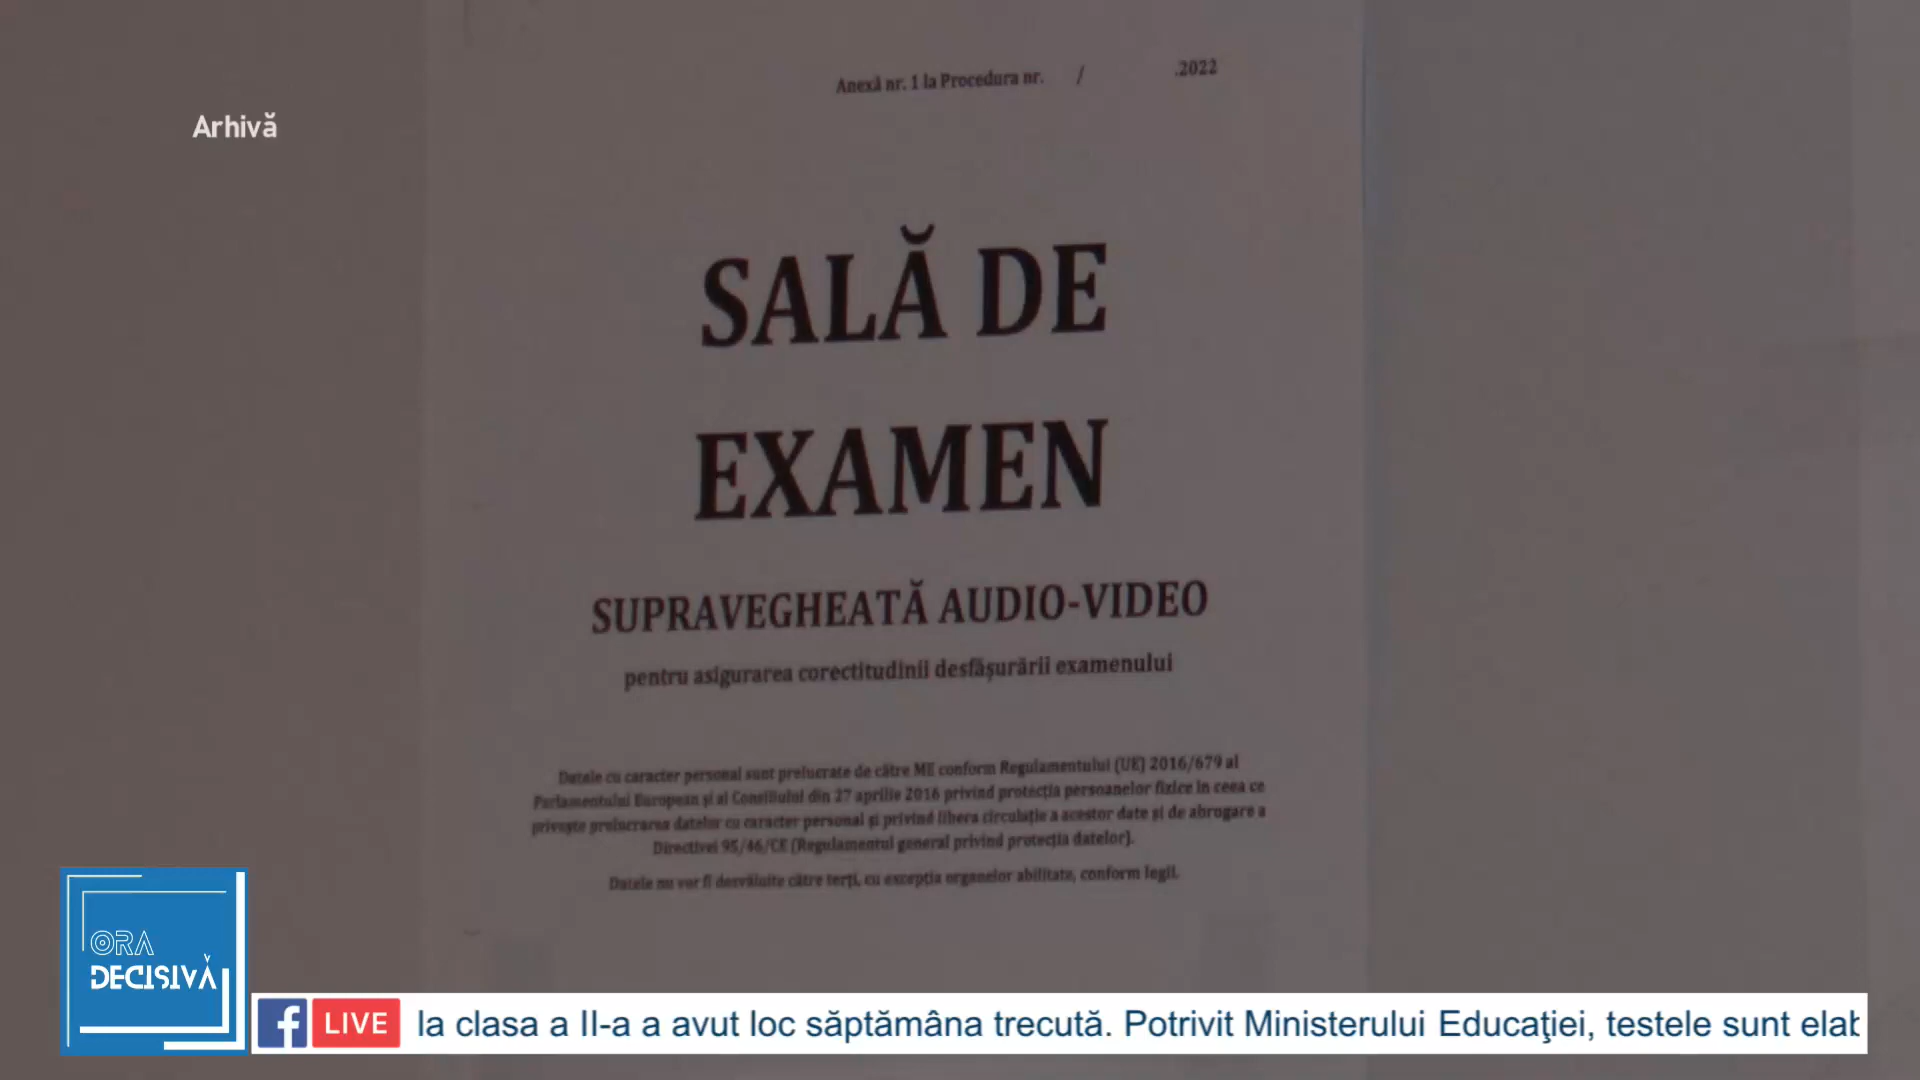 Anexă nr. 1 la Procedura nr. / .2022
Arhivă
SALĂ DE
EXAMEN
SUPRAVEGHEATĂ AUDIO-VIDEO
pentru asigurarea corectitudinii desfășurării examenului
Datele cu caracter personal sunt prelucrate de către ME conform Regulamentului (UE) 2016/679 al
Parlamentului European și al Consiliului din 27 aprilie 2016 privind protecția persoanelor fizice în ceea ce
privește prelucrarea datelor cu caracter personal și privind libera circulație a acestor date și de abrogare a
Directivei 95/46/CE (Regulamentul general privind protecția datelor).
Datele nu vor fi dezvăluite către terți, cu excepția organelor abilitate, conform legii.
ORA
DECISIVĂ
f LIVE la clasa a II-a a avut loc săptămâna trecută. Potrivit Ministerului Educaţiei, testele sunt elab